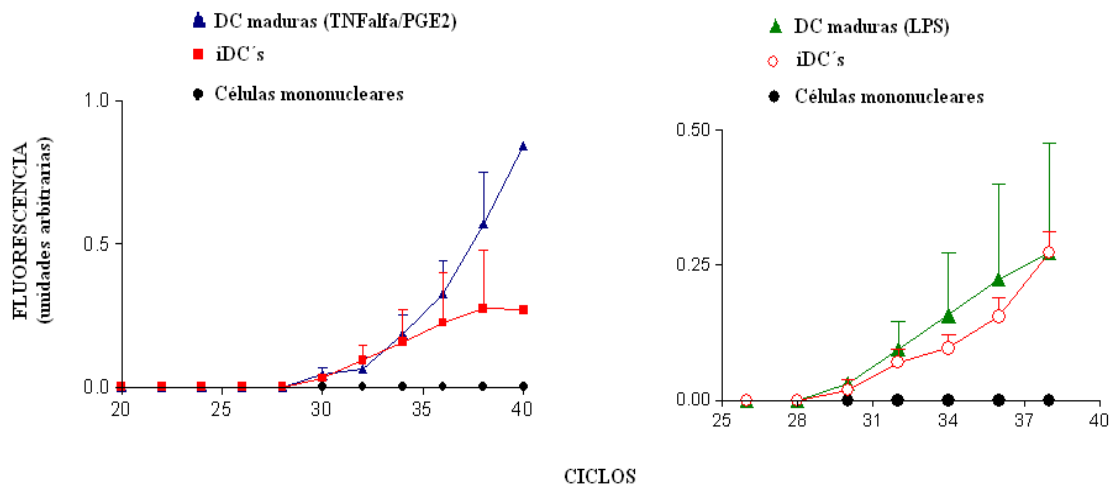 DC maduras (TNFalfa/PGE2)
iDC´s
Células mononucleares
1.0
0.5
0.0
20
25
30
35
40
FLUORESCENCIA
(unidades arbitrarias)
DC maduras (LPS)
iDC´s
Células mononucleares
0.50
0.25
0.00
25
28
31
34
37
40
CICLOS